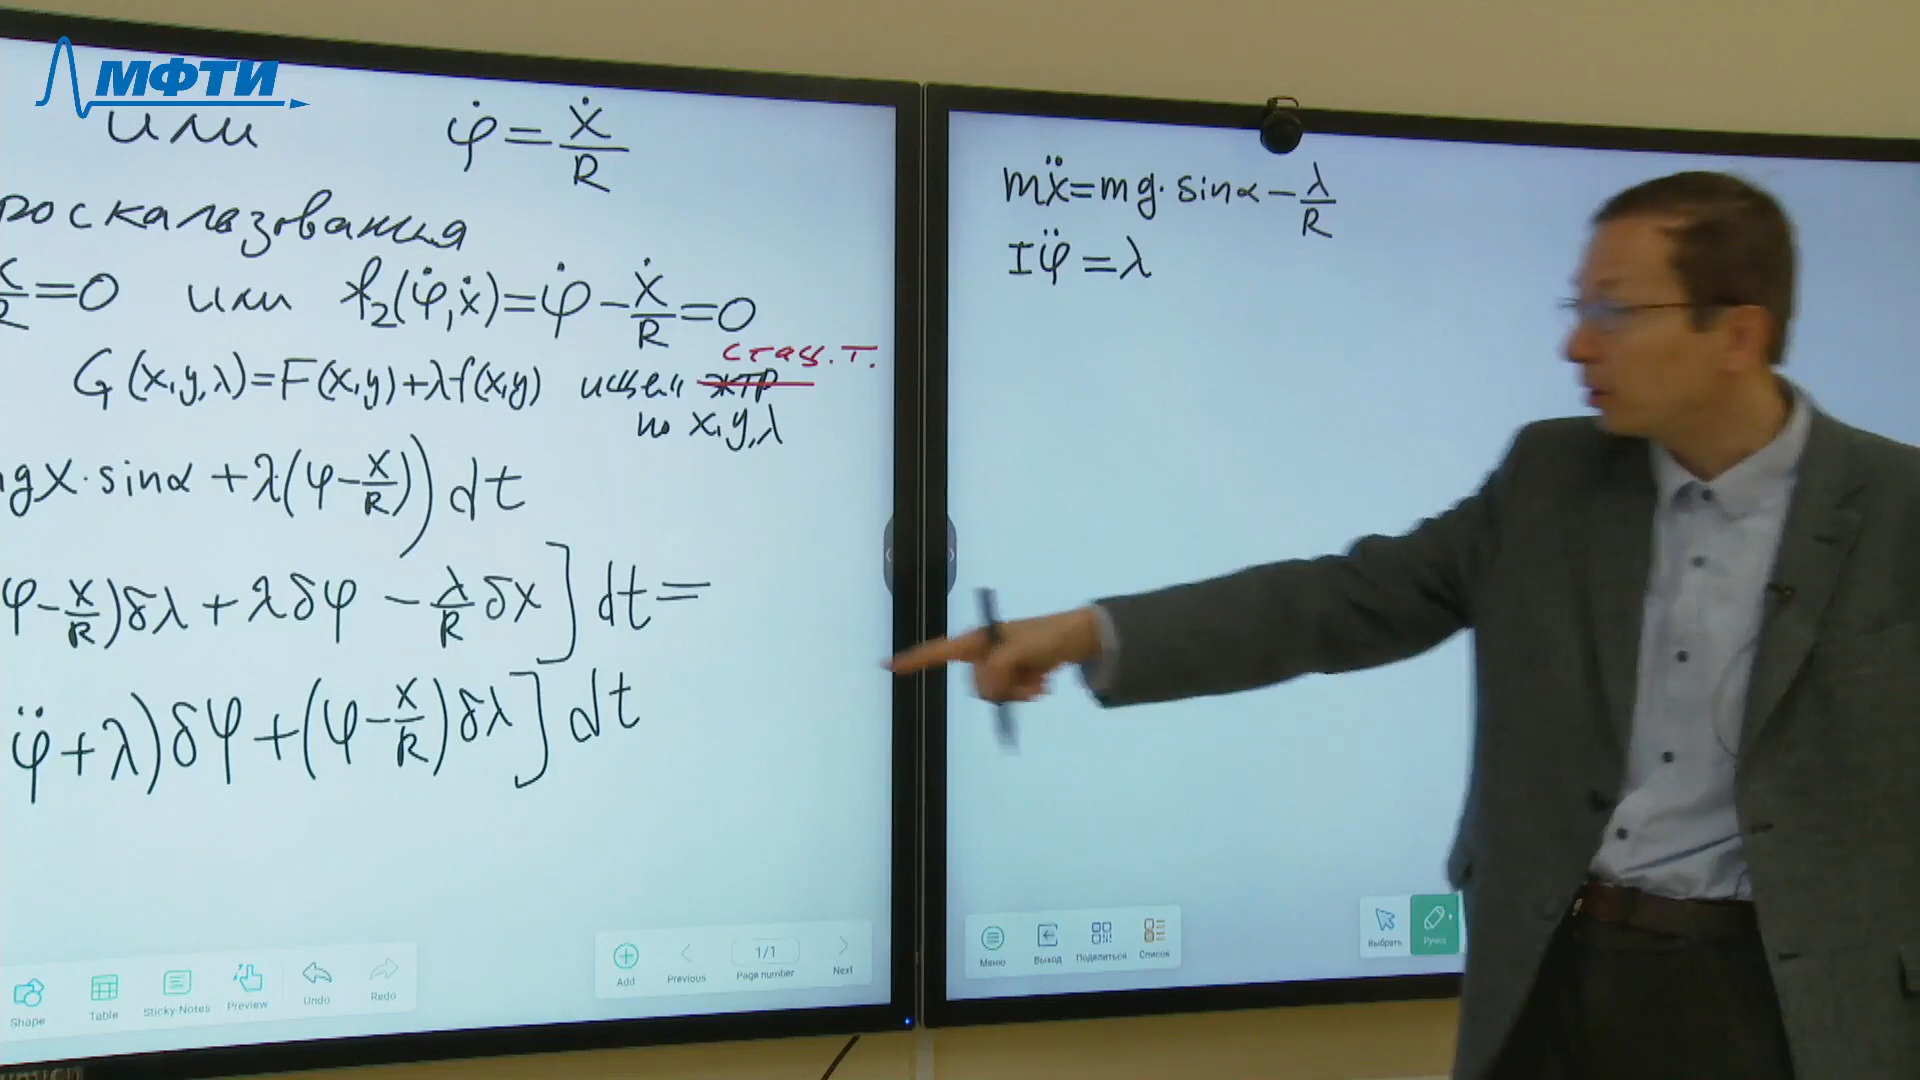 МФТИ
или φ̇ = ẋ/R
роскальзования
/R = 0 или f₂(φ̇, ẋ) = φ̇ − ẋ/R = 0
G(x,y,λ) = F(x,y) + λf(x,y) ищем экстр стац. т.
по x,y,λ
gx · sinα + λ(φ − x/R)) dt
φ − x/R)δλ + λδφ − λ/R δx] dt =
φ̈ + λ)δφ + (φ − x/R)δλ] dt
Shape
Table
Sticky-Notes
Preview
Undo
Redo
Add
Previous
1/1
Page number
Next
mẍ = mg · sinα − λ/R
Iφ̈ = λ
Меню
Выход
Поделиться
Список
Выбрать
Ручка